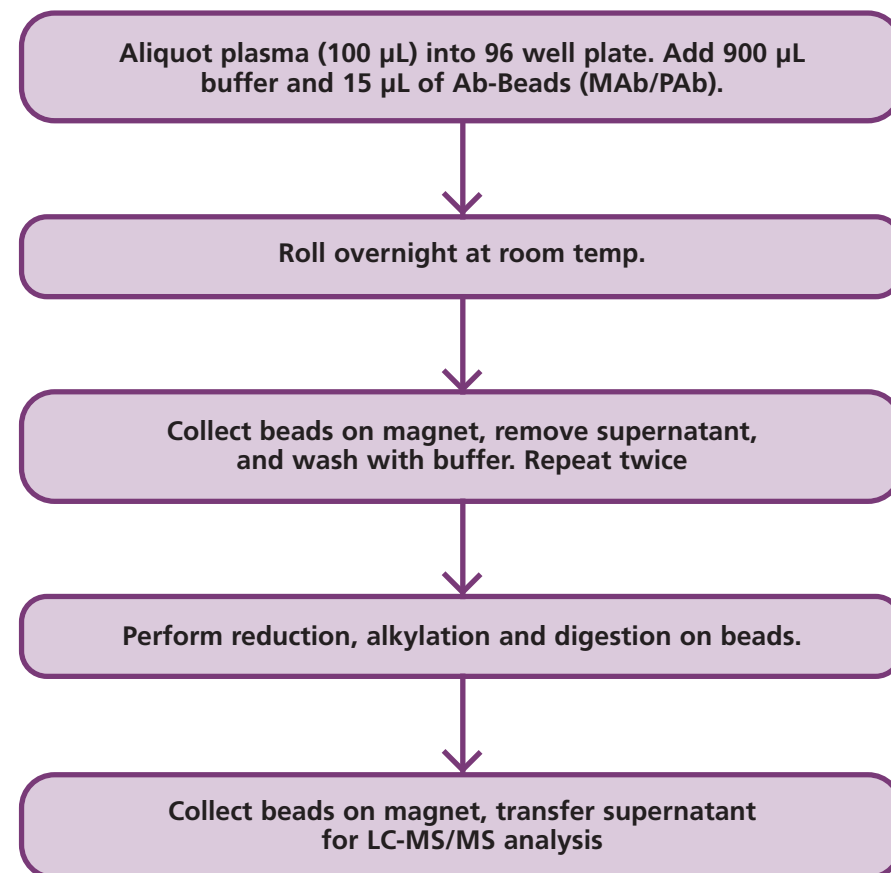 Aliquot plasma (100 µL) into 96 well plate. Add 900 µL
buffer and 15 µL of Ab-Beads (MAb/PAb).
Roll overnight at room temp.
Collect beads on magnet, remove supernatant,
and wash with buffer. Repeat twice
Perform reduction, alkylation and digestion on beads.
Collect beads on magnet, transfer supernatant
for LC-MS/MS analysis